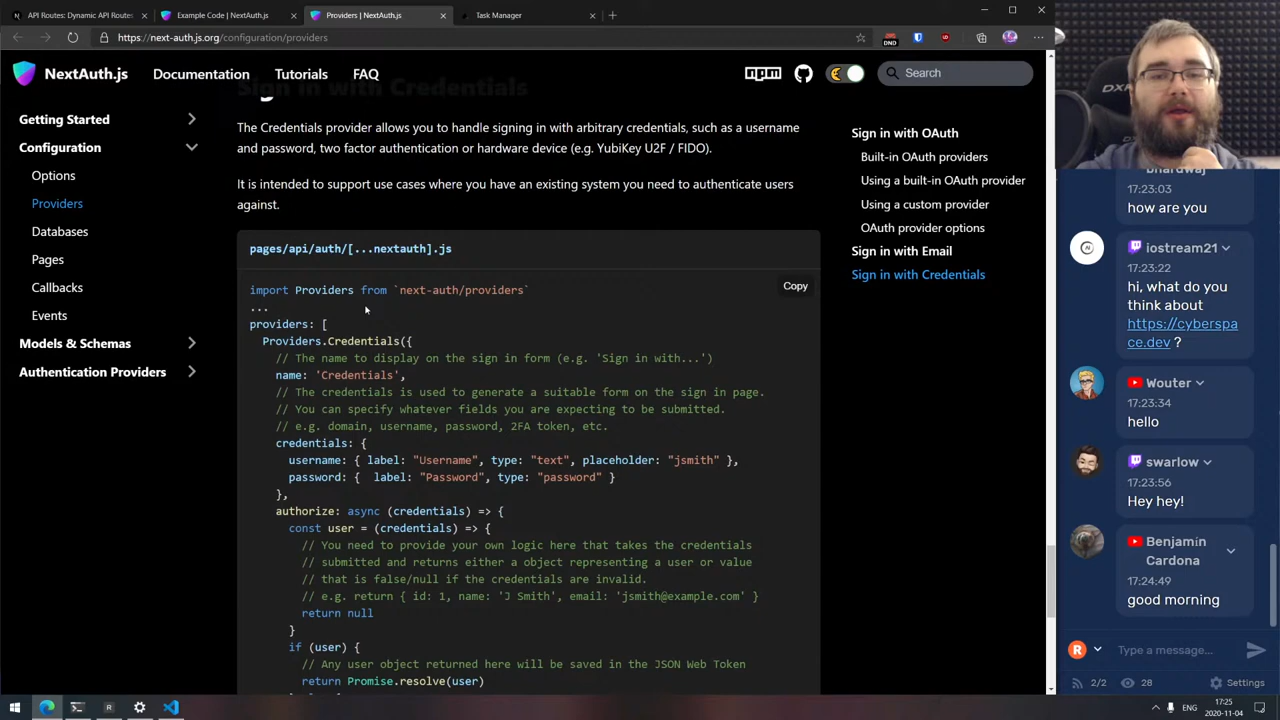 API Routes: Dynamic API Routes
Example Code | NextAuth.js
Providers | NextAuth.js
Task Manager
https://next-auth.js.org/configuration/providers
DND
NextAuth.js
Documentation
Tutorials
FAQ
npm
Search
Sign in with Credentials
Getting Started
Configuration
Options
Providers
Databases
Pages
Callbacks
Events
Models & Schemas
Authentication Providers
The Credentials provider allows you to handle signing in with arbitrary credentials, such as a username
and password, two factor authentication or hardware device (e.g. YubiKey U2F / FIDO).
It is intended to support use cases where you have an existing system you need to authenticate users
against.
pages/api/auth/[...nextauth].js
Copy
import Providers from `next-auth/providers`
...
providers: [
Providers.Credentials({
// The name to display on the sign in form (e.g. 'Sign in with...')
name: 'Credentials',
// The credentials is used to generate a suitable form on the sign in page.
// You can specify whatever fields you are expecting to be submitted.
// e.g. domain, username, password, 2FA token, etc.
credentials: {
username: { label: "Username", type: "text", placeholder: "jsmith" },
password: {  label: "Password", type: "password" }
},
authorize: async (credentials) => {
const user = (credentials) => {
// You need to provide your own logic here that takes the credentials
// submitted and returns either a object representing a user or value
// that is false/null if the credentials are invalid.
// e.g. return { id: 1, name: 'J Smith', email: 'jsmith@example.com' }
return null
}
if (user) {
// Any user object returned here will be saved in the JSON Web Token
return Promise.resolve(user)
Sign in with OAuth
Built-in OAuth providers
Using a built-in OAuth provider
Using a custom provider
OAuth provider options
Sign in with Email
Sign in with Credentials
DX
bhardwaj
17:23:03
how are you
iostream21
17:23:22
hi, what do you
think about
https://cyberspa
ce.dev ?
Wouter
17:23:34
hello
swarlow
17:23:56
Hey hey!
Benjamín
Cardona
17:24:49
good morning
R
Type a message...
2/2
28
Settings
ENG
17:25
2020-11-04